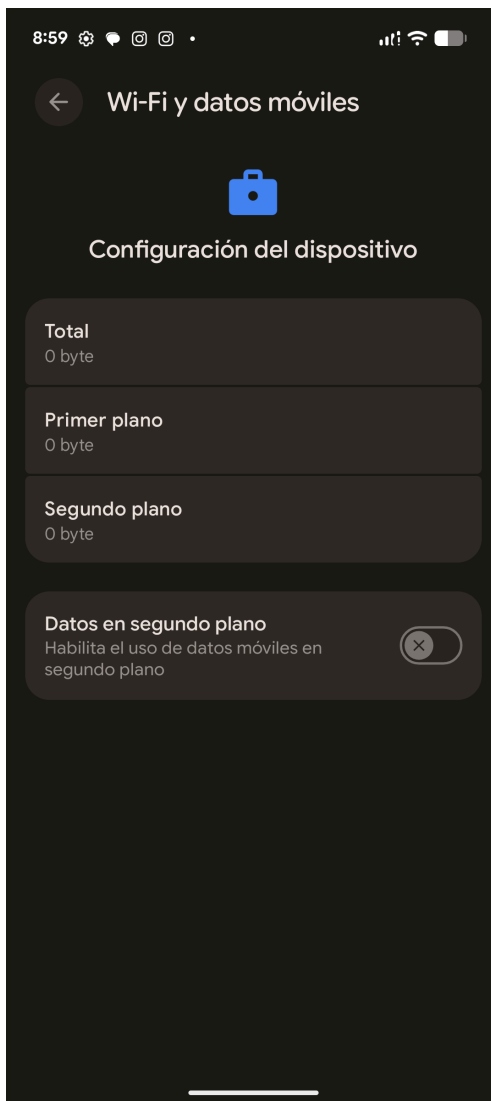 8:59
Wi-Fi y datos móviles
Configuración del dispositivo
Total
0 byte
Primer plano
0 byte
Segundo plano
0 byte
Datos en segundo plano
Habilita el uso de datos móviles en
segundo plano